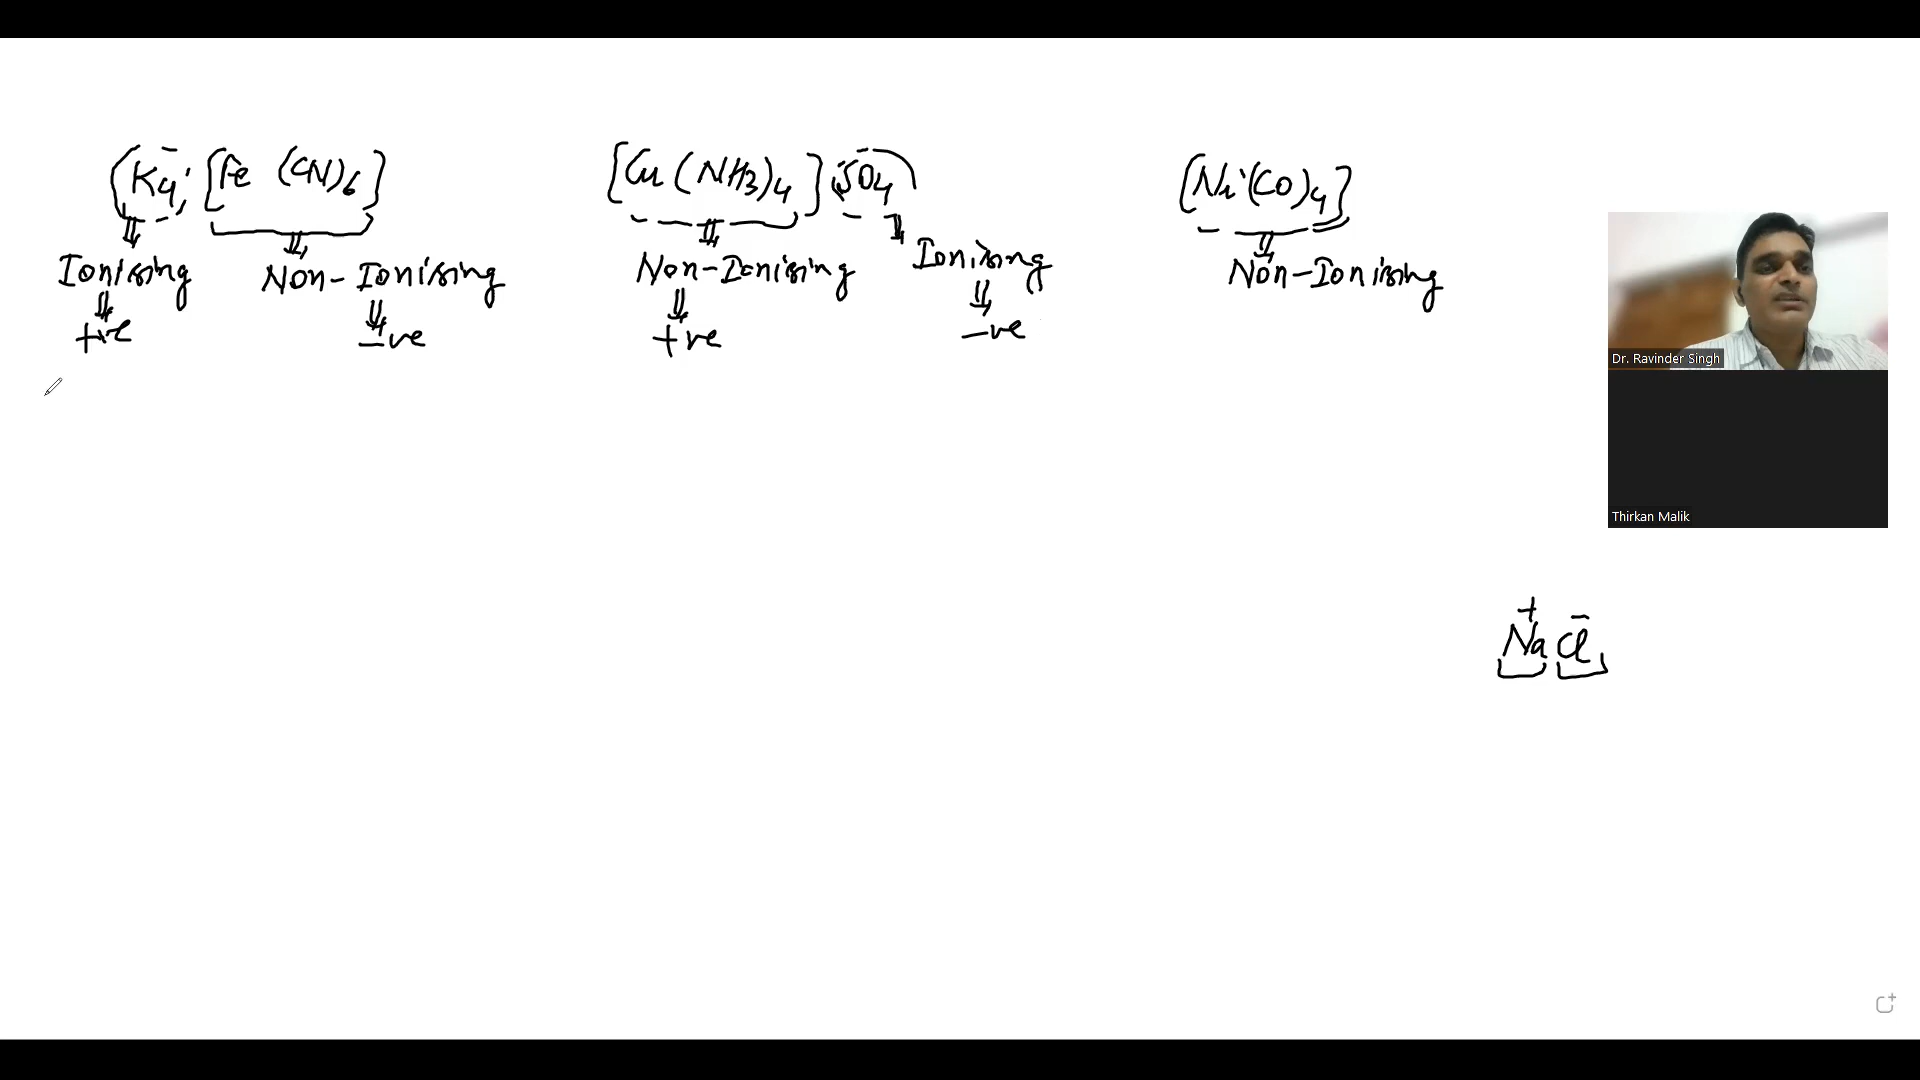 K4 [Fe (CN)6]
[Cu (NH3)4] SO4
[Ni (CO)4]
Ionising
Non-Ionising
Non-Ionising
Ionising
Non-Ionising
+ve
-ve
+ve
-ve
Dr. Ravinder Singh
Thirkan Malik
+ -
Na Cl